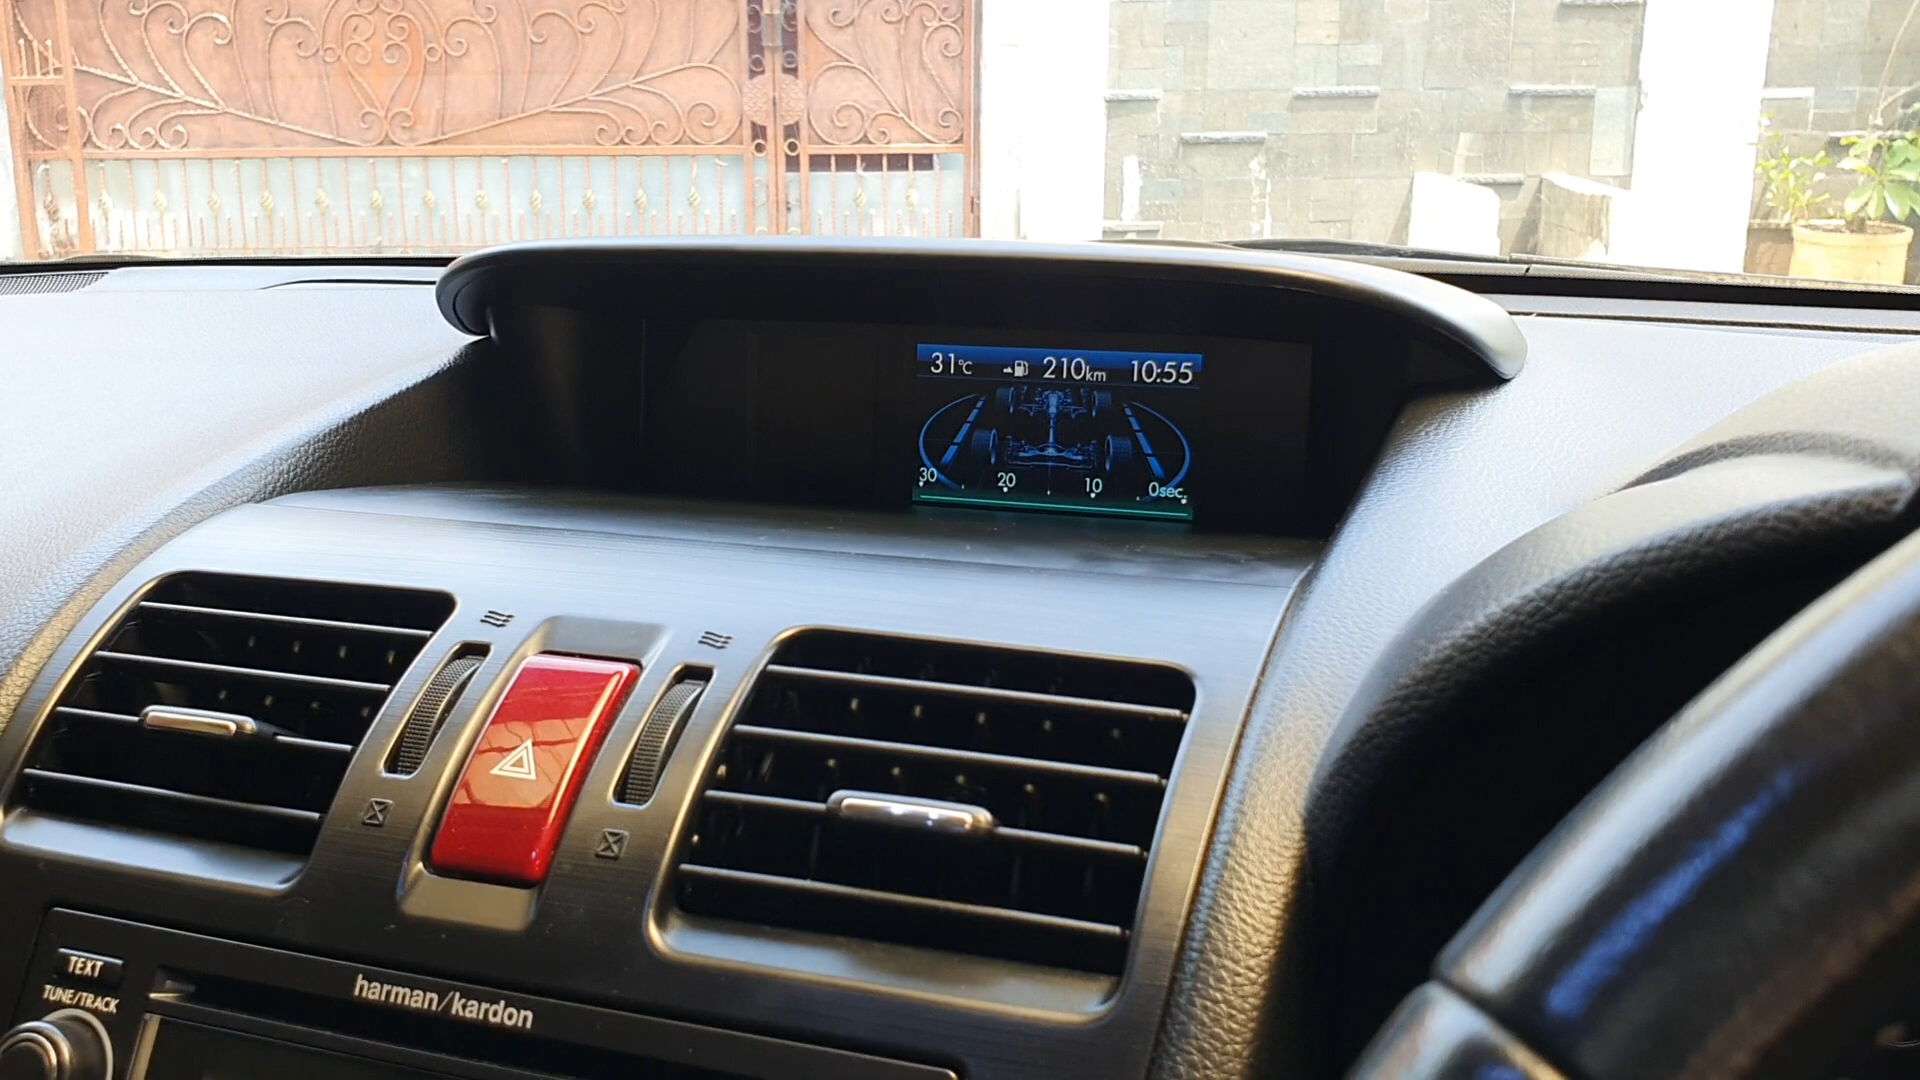 31°C 210km 10:55
30 20 10 0sec.
TEXT
TUNE/TRACK
harman/kardon